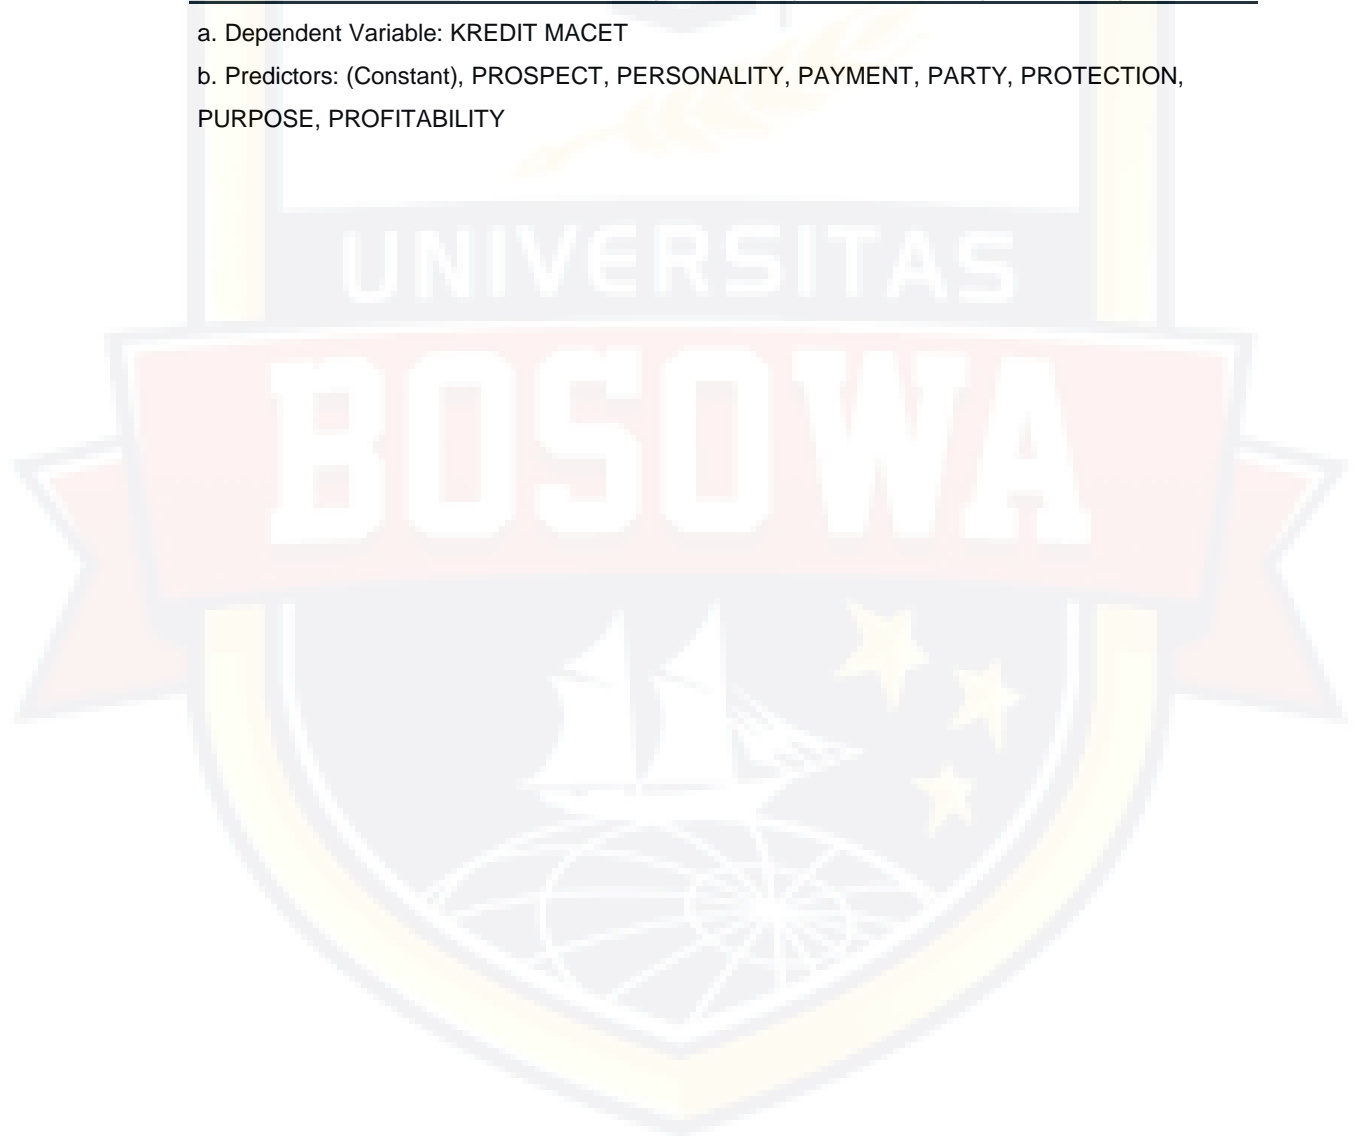 a. Dependent Variable: KREDIT MACET
b. Predictors: (Constant), PROSPECT, PERSONALITY, PAYMENT, PARTY, PROTECTION,
PURPOSE, PROFITABILITY
UNIVERSITAS
BOSOWA